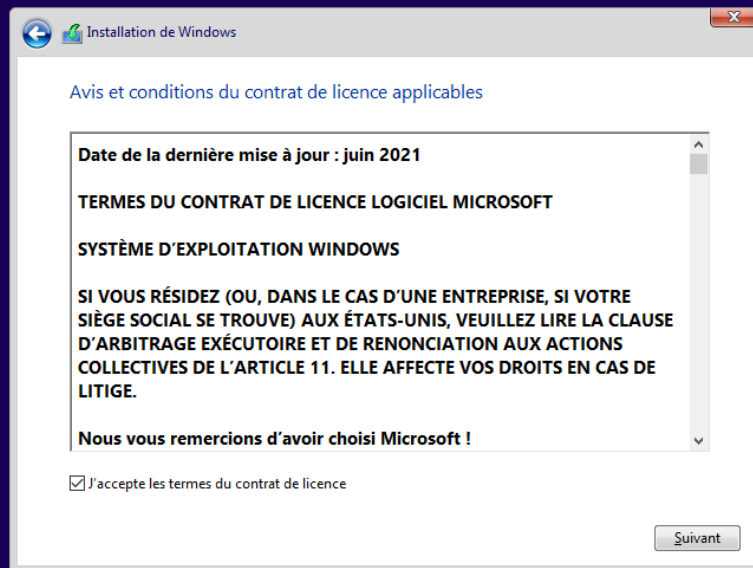 Installation de Windows
Avis et conditions du contrat de licence applicables
Date de la dernière mise à jour : juin 2021
TERMES DU CONTRAT DE LICENCE LOGICIEL MICROSOFT
SYSTÈME D’EXPLOITATION WINDOWS
SI VOUS RÉSIDEZ (OU, DANS LE CAS D’UNE ENTREPRISE, SI VOTRE
SIÈGE SOCIAL SE TROUVE) AUX ÉTATS-UNIS, VEUILLEZ LIRE LA CLAUSE
D’ARBITRAGE EXÉCUTOIRE ET DE RENONCIATION AUX ACTIONS
COLLECTIVES DE L’ARTICLE 11. ELLE AFFECTE VOS DROITS EN CAS DE
LITIGE.
Nous vous remercions d’avoir choisi Microsoft !
J’accepte les termes du contrat de licence
Suivant